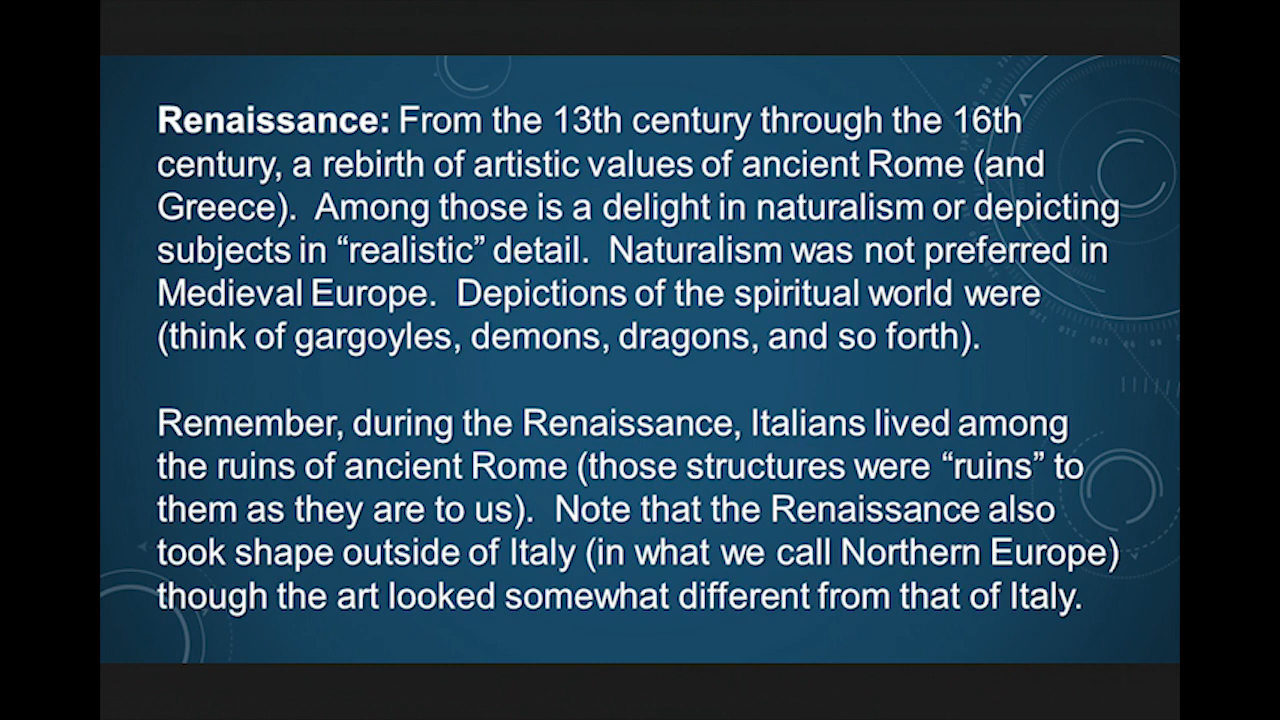 Renaissance: From the 13th century through the 16th
century, a rebirth of artistic values of ancient Rome (and
Greece).  Among those is a delight in naturalism or depicting
subjects in “realistic” detail.  Naturalism was not preferred in
Medieval Europe.  Depictions of the spiritual world were
(think of gargoyles, demons, dragons, and so forth).
Remember, during the Renaissance, Italians lived among
the ruins of ancient Rome (those structures were “ruins” to
them as they are to us).  Note that the Renaissance also
took shape outside of Italy (in what we call Northern Europe)
though the art looked somewhat different from that of Italy.